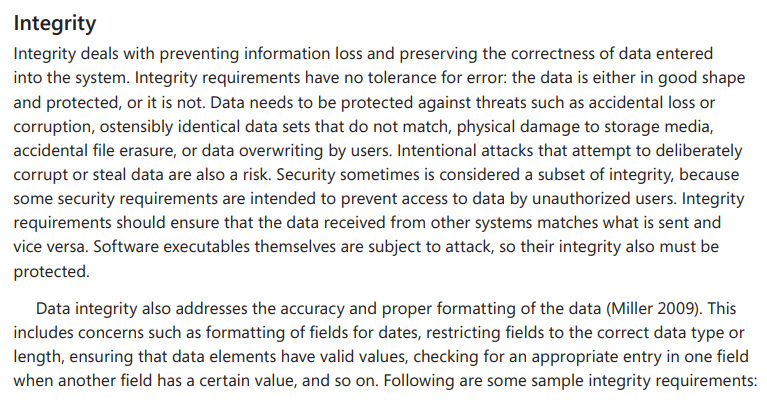 Integrity
Integrity deals with preventing information loss and preserving the correctness of data entered
into the system. Integrity requirements have no tolerance for error: the data is either in good shape
and protected, or it is not. Data needs to be protected against threats such as accidental loss or
corruption, ostensibly identical data sets that do not match, physical damage to storage media,
accidental file erasure, or data overwriting by users. Intentional attacks that attempt to deliberately
corrupt or steal data are also a risk. Security sometimes is considered a subset of integrity, because
some security requirements are intended to prevent access to data by unauthorized users. Integrity
requirements should ensure that the data received from other systems matches what is sent and
vice versa. Software executables themselves are subject to attack, so their integrity also must be
protected.
Data integrity also addresses the accuracy and proper formatting of the data (Miller 2009). This
includes concerns such as formatting of fields for dates, restricting fields to the correct data type or
length, ensuring that data elements have valid values, checking for an appropriate entry in one field
when another field has a certain value, and so on. Following are some sample integrity requirements: